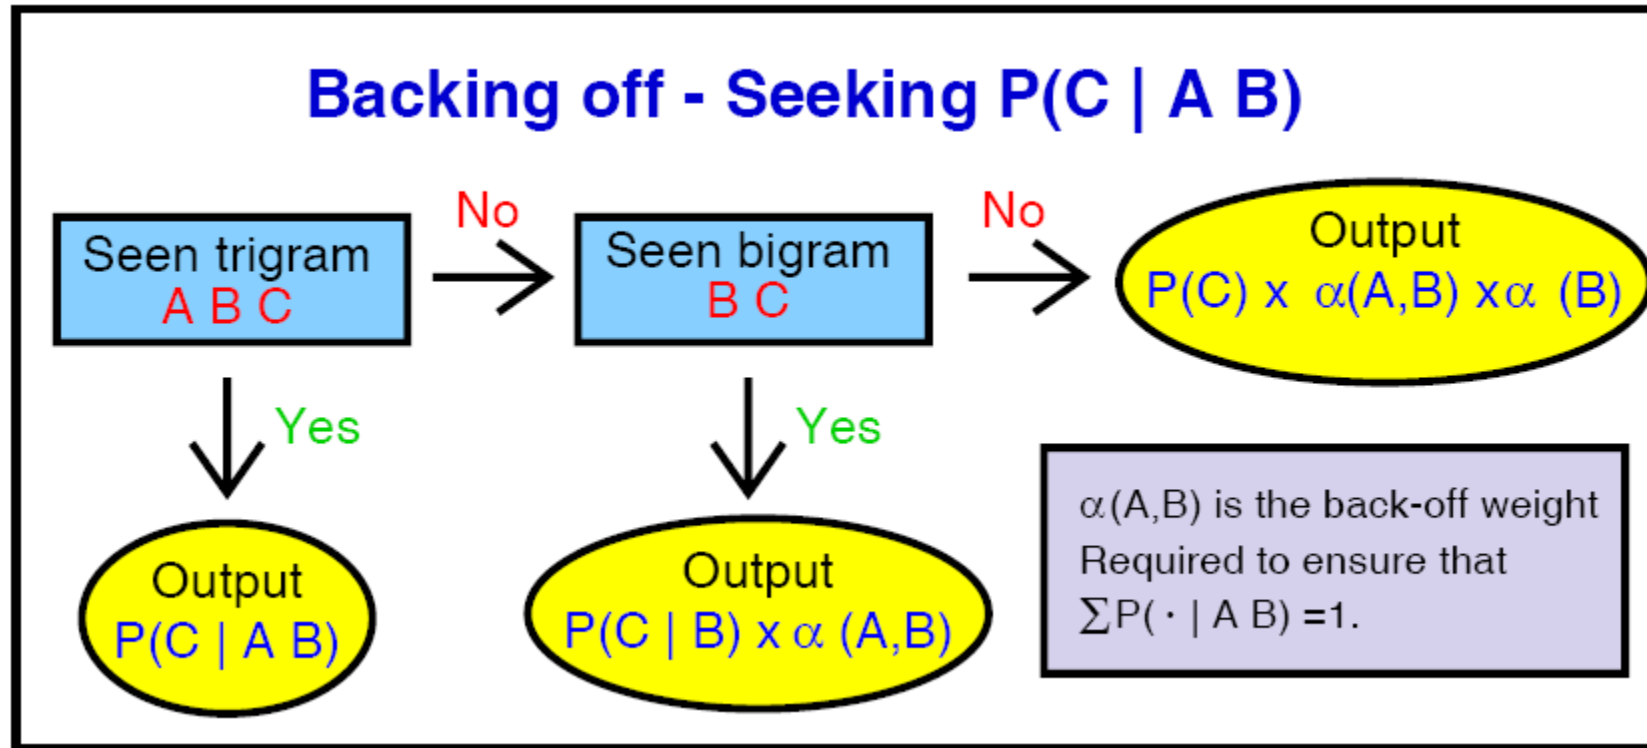 Backing off - Seeking P(C | A B)
Seen trigram
A B C
No
Seen bigram
B C
No
Output
P(C) x α(A,B) x α (B)
Yes
Yes
Output
P(C | A B)
Output
P(C | B) x α (A,B)
α(A,B) is the back-off weight
Required to ensure that
∑P( · | A B) =1.